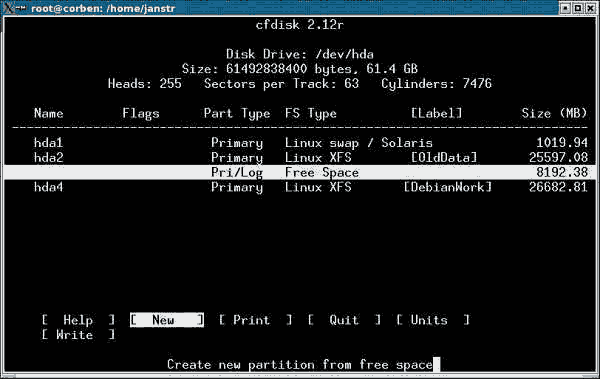 root@corben: /home/janstr
cfdisk 2.12r
Disk Drive: /dev/hda
Size: 61492838400 bytes, 61.4 GB
Heads: 255   Sectors per Track: 63   Cylinders: 7476
Name   Flags   Part Type   FS Type   [Label]   Size (MB)
hda1   Primary   Linux swap / Solaris   1019.94
hda2   Primary   Linux XFS   [OldData]   25597.08
Pri/Log   Free Space   8192.38
hda4   Primary   Linux XFS   [DebianWork]   26682.81
[ Help ]   [ New ]   [ Print ]   [ Quit ]   [ Units ]
[ Write ]
Create new partition from free space